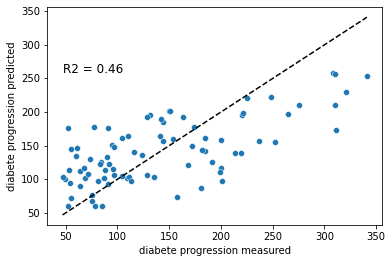 350
300
250
200
150
100
50
R2 = 0.46
diabete progression predicted
50 100 150 200 250 300 350
diabete progression measured